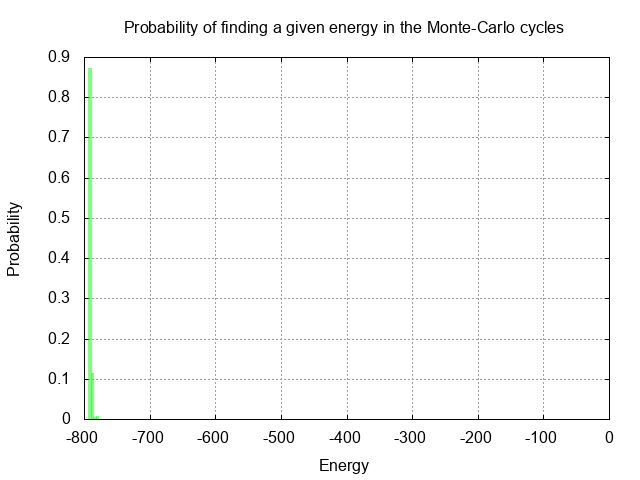 Probability of finding a given energy in the Monte-Carlo cycles
0.9
0.8
0.7
0.6
0.5
0.4
0.3
0.2
0.1
0
-800 -700 -600 -500 -400 -300 -200 -100 0
Probability
Energy